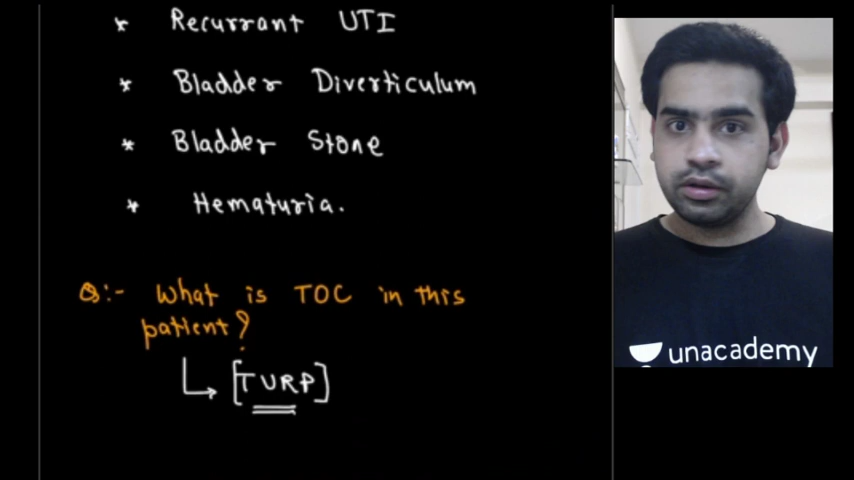 * Recurrant UTI
* Bladder Diverticulum
* Bladder Stone
* Hematuria.
Q:- What is TOC in this
patient?
↳ [TURP]
unacademy